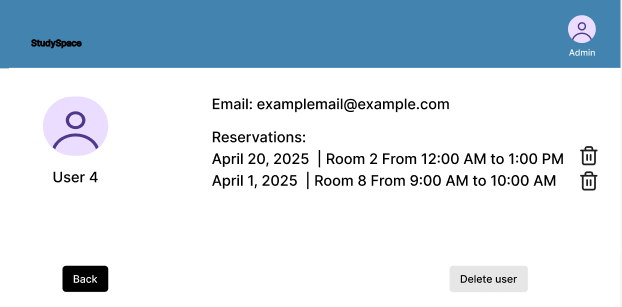 StudySpace
Admin
User 4
Email: examplemail@example.com
Reservations:
April 20, 2025 | Room 2 From 12:00 AM to 1:00 PM
April 1, 2025 | Room 8 From 9:00 AM to 10:00 AM
Back
Delete user